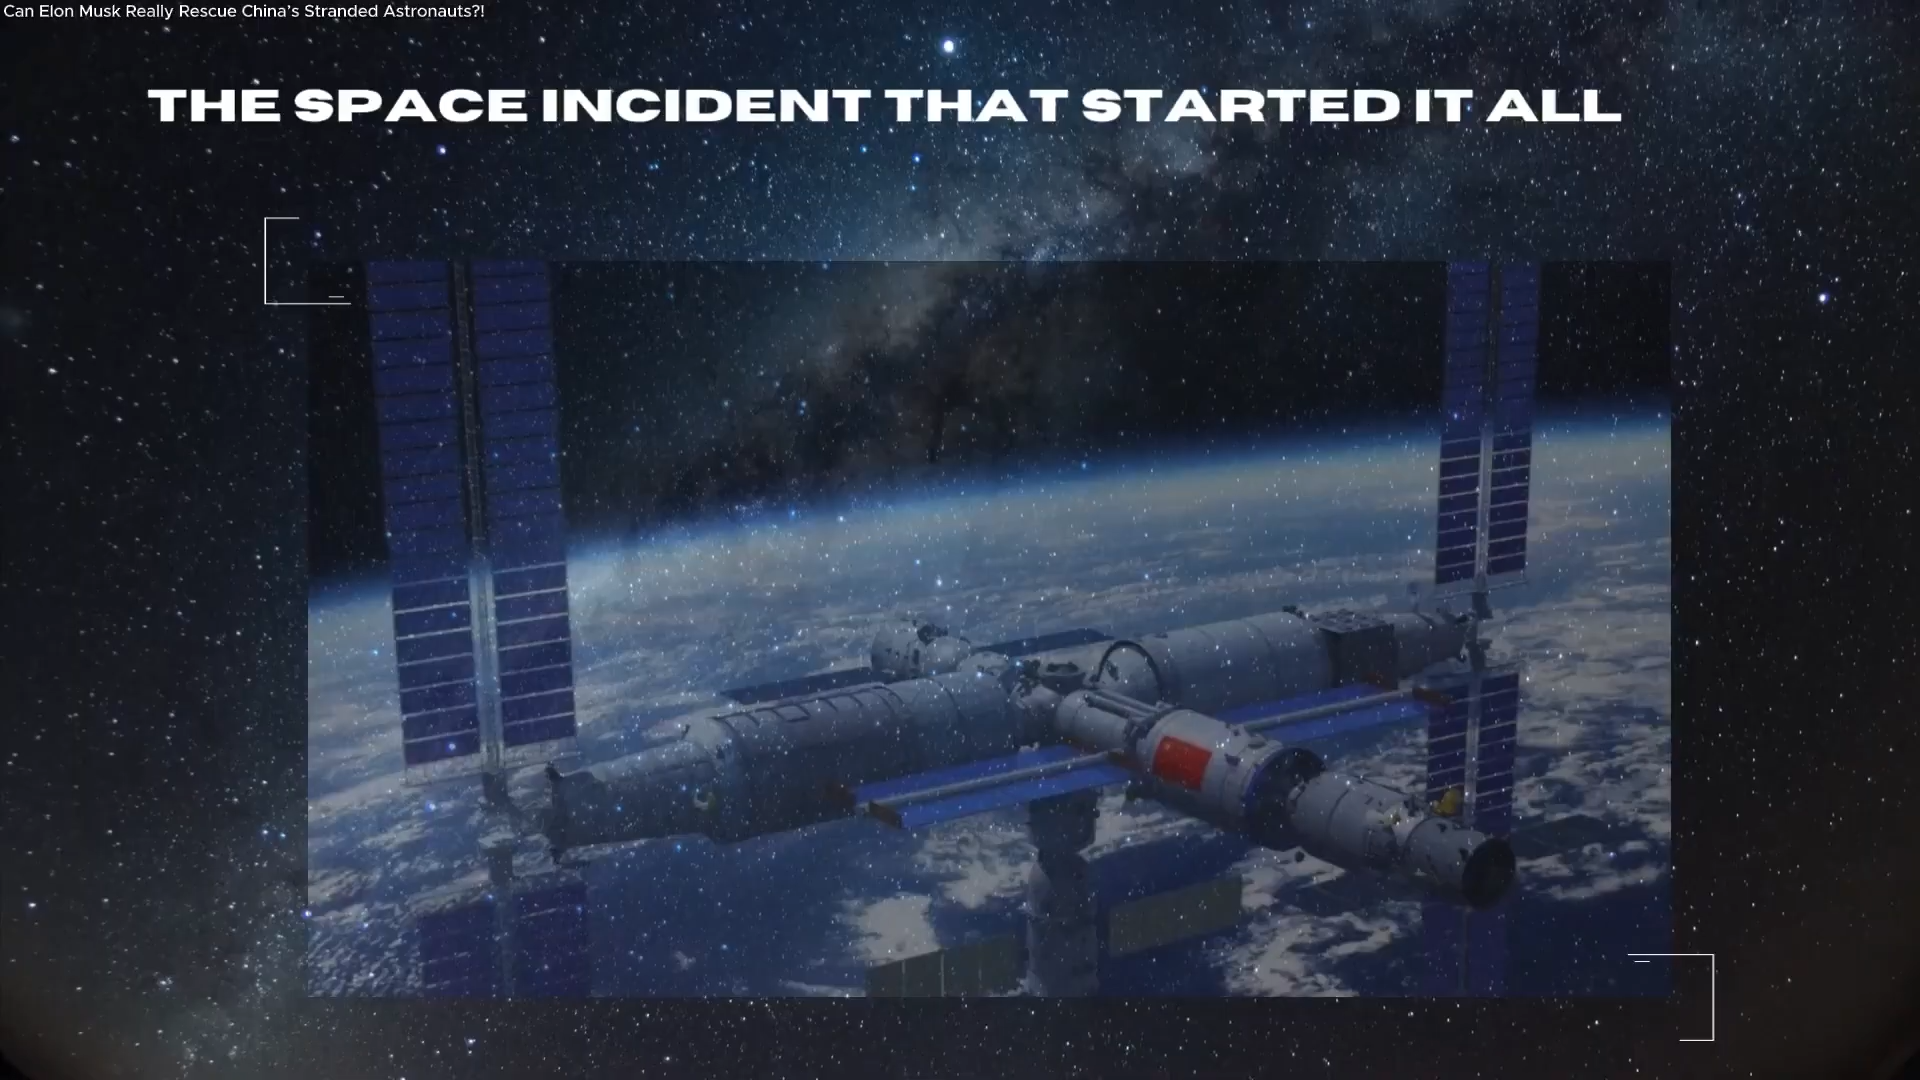 Can Elon Musk Really Rescue China’s Stranded Astronauts?!
THE SPACE INCIDENT THAT STARTED IT ALL